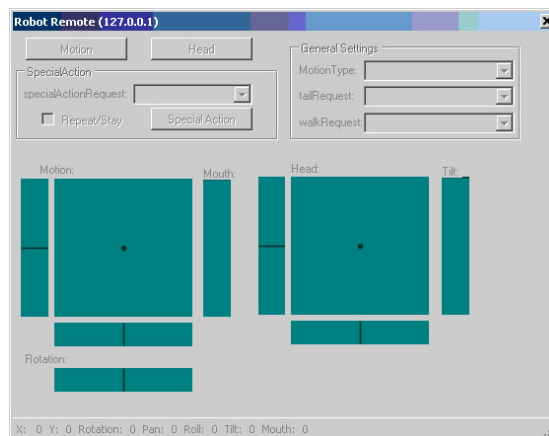 Robot Remote (127.0.0.1)
Motion Head
SpecialAction
specialActionRequest:
Repeat/Stay Special Action
General Settings
MotionType:
tailRequest:
walkRequest:
Motion: Mouth: Head: Tilt:
Rotation:
X: 0 Y: 0 Rotation: 0 Pan: 0 Roll: 0 Tilt: 0 Mouth: 0